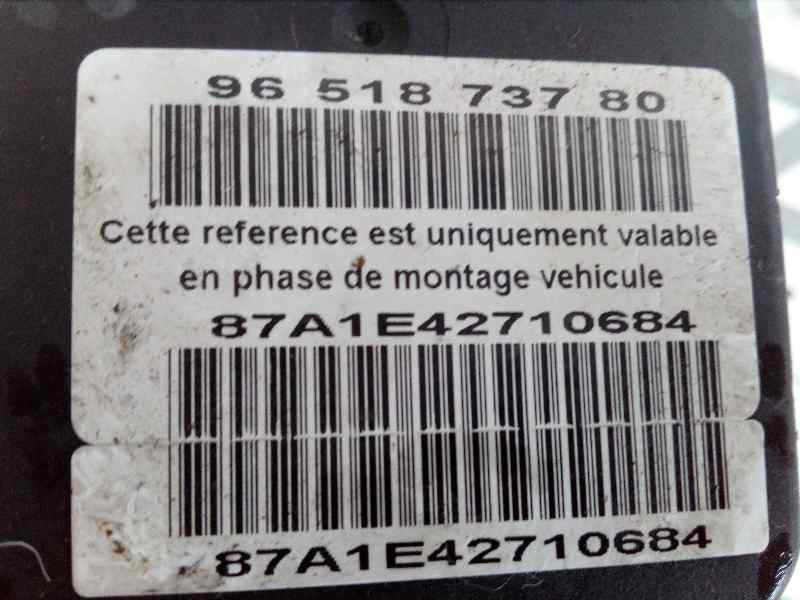 96 518 737 80
Cette reference est uniquement valable
en phase de montage vehicule
87A1E42710684
87A1E42710684